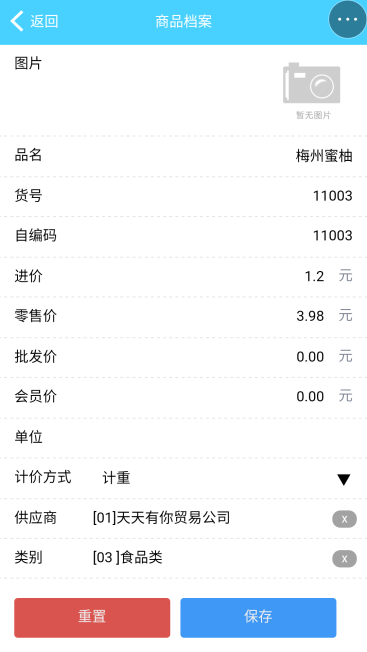 返回 商品档案
图片
暂无图片
品名 梅州蜜柚
货号 11003
自编码 11003
进价 1.2 元
零售价 3.98 元
批发价 0.00 元
会员价 0.00 元
单位
计价方式 计重
供应商 [01]天天有你贸易公司 x
类别 [03 ]食品类 x
重置 保存